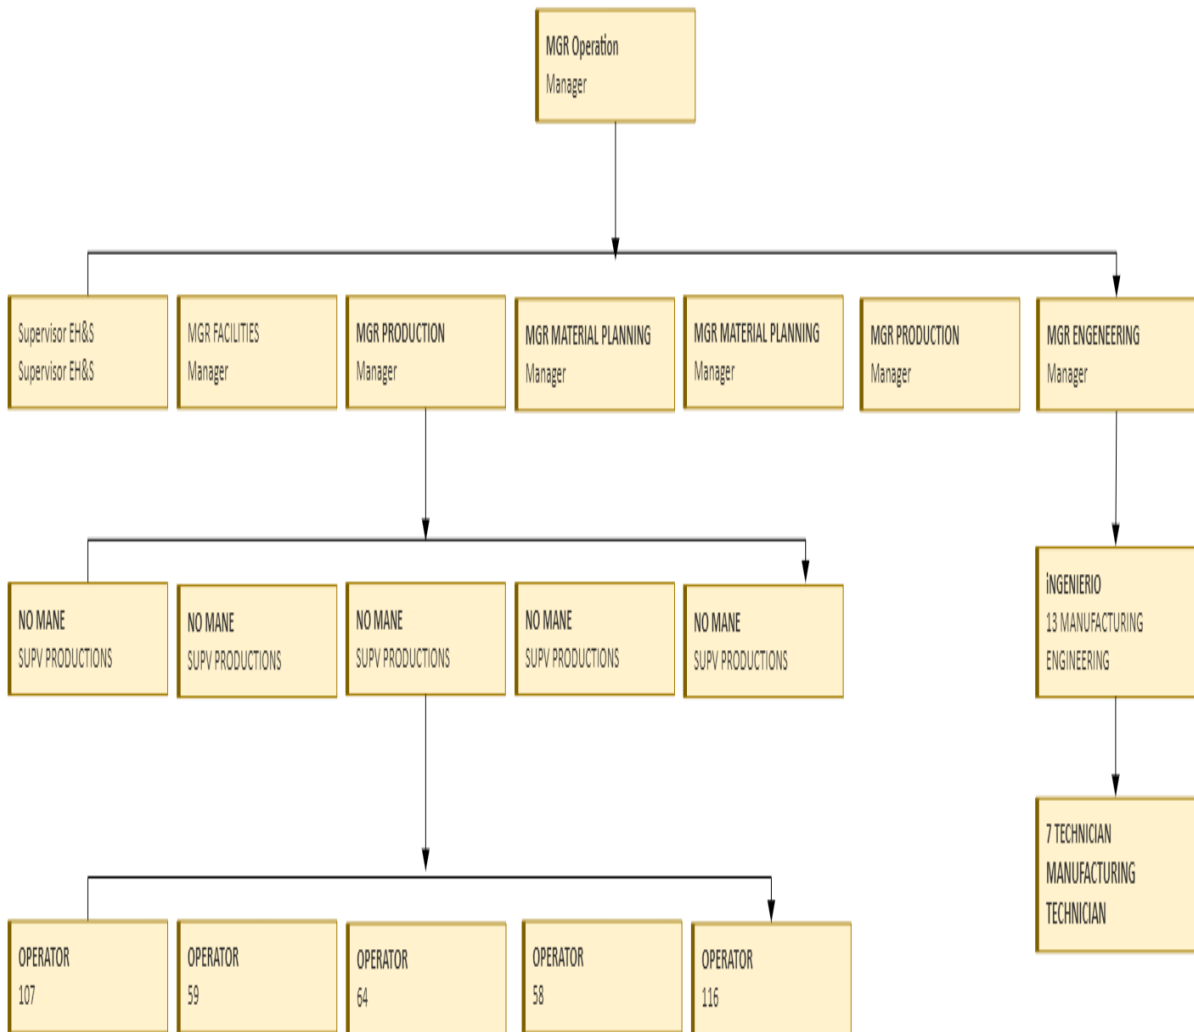 MGR Operation
Manager
Supervisor EH&S
Supervisor EH&S
MGR FACILITIES
Manager
MGR PRODUCTION
Manager
MGR MATERIAL PLANNING
Manager
MGR MATERIAL PLANNING
Manager
MGR PRODUCTION
Manager
MGR ENGENEERING
Manager
NO MANE
SUPV PRODUCTIONS
NO MANE
SUPV PRODUCTIONS
NO MANE
SUPV PRODUCTIONS
NO MANE
SUPV PRODUCTIONS
NO MANE
SUPV PRODUCTIONS
iNGENIERIO
13 MANUFACTURING
ENGINEERING
7 TECHNICIAN
MANUFACTURING
TECHNICIAN
OPERATOR
107
OPERATOR
59
OPERATOR
64
OPERATOR
58
OPERATOR
116